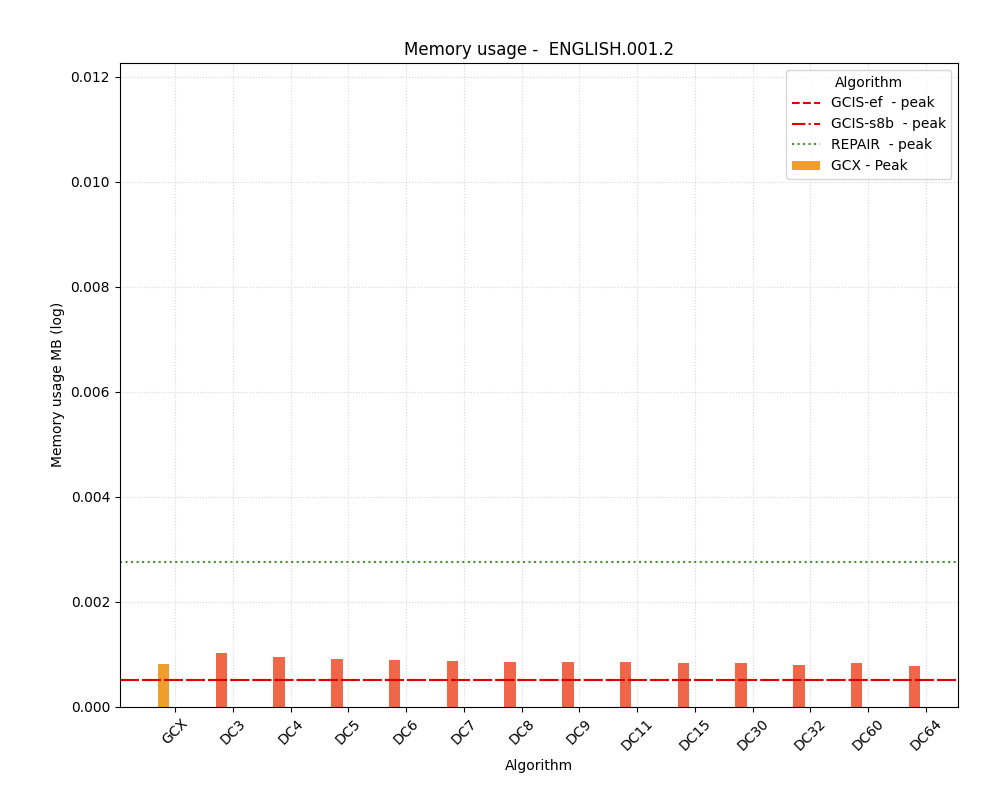 Memory usage -  ENGLISH.001.2
Algorithm
GCIS-ef  - peak
GCIS-s8b  - peak
REPAIR  - peak
GCX - Peak
Memory usage MB (log)
0.012
0.010
0.008
0.006
0.004
0.002
0.000
GCX DC3 DC4 DC5 DC6 DC7 DC8 DC9 DC11 DC15 DC30 DC32 DC60 DC64
Algorithm